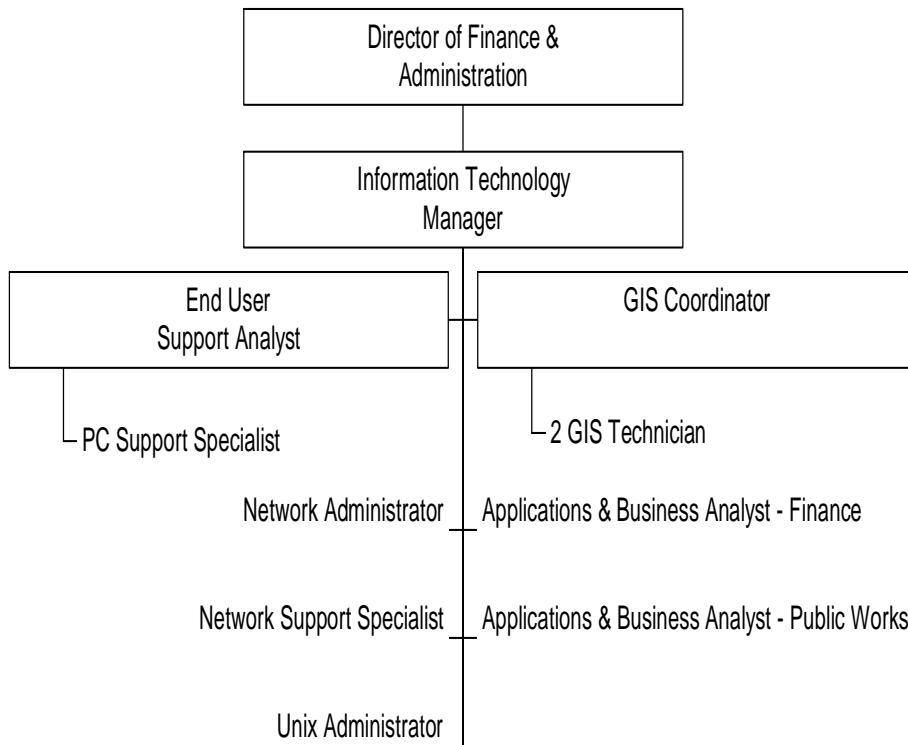 Director of Finance &
Administration
Information Technology
Manager
End User
Support Analyst
GIS Coordinator
PC Support Specialist
2 GIS Technician
Network Administrator
Applications & Business Analyst - Finance
Network Support Specialist
Applications & Business Analyst - Public Works
Unix Administrator